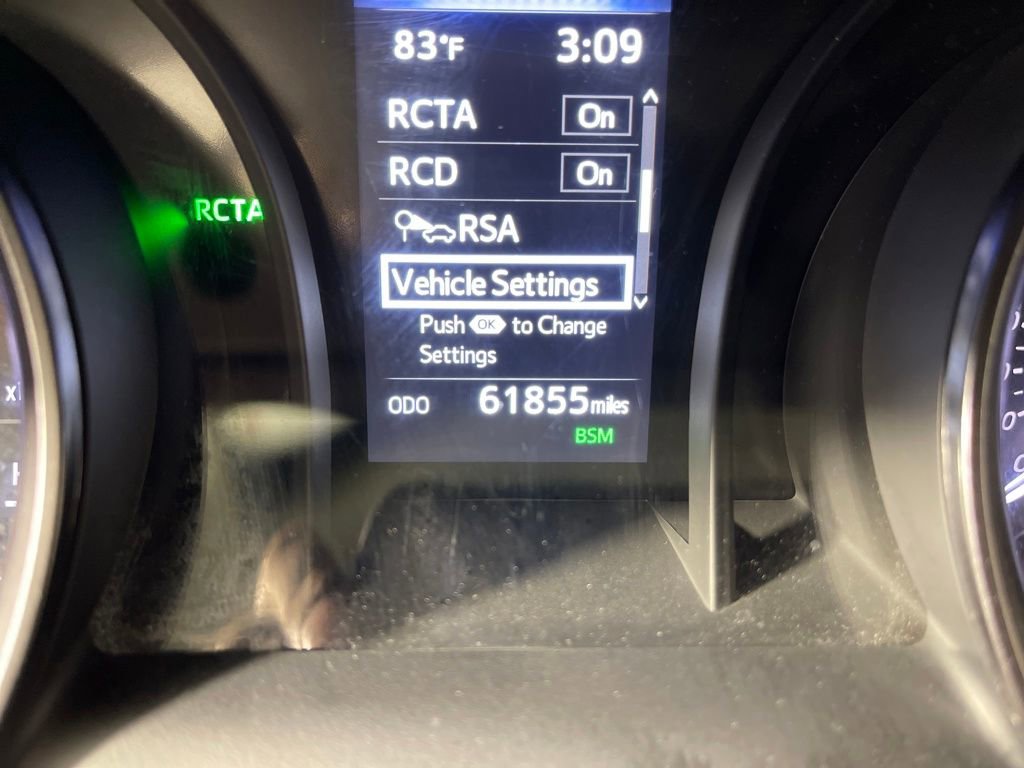 83°F 3:09
RCTA On
RCD On
RCTA
RSA
Vehicle Settings
Push OK to Change
Settings
ODO 61855 miles
BSM